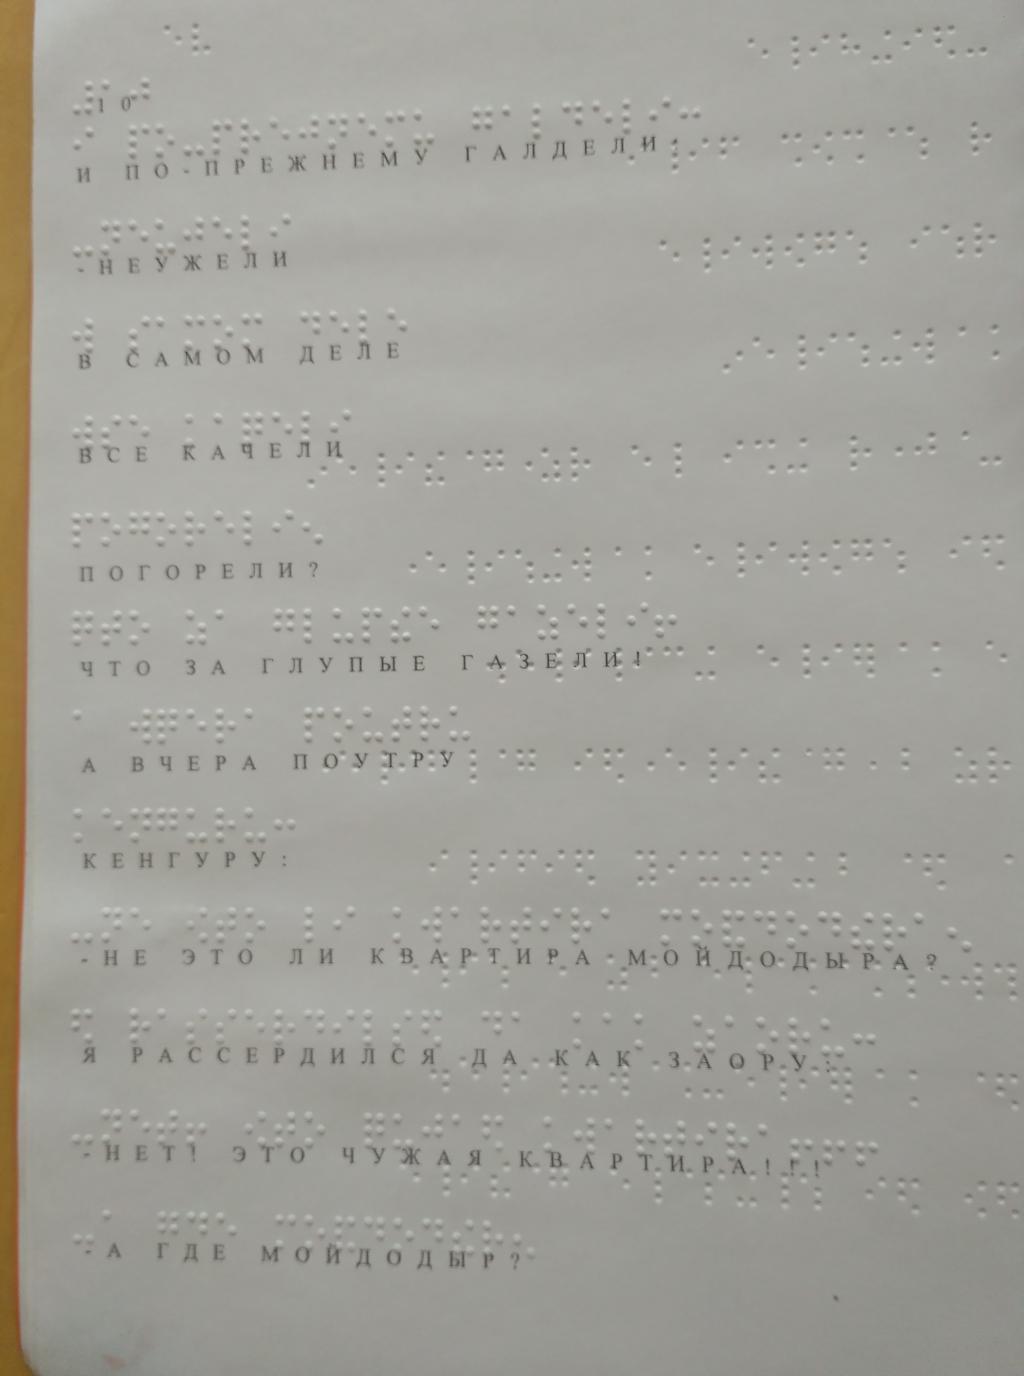 10
И ПО-ПРЕЖНЕМУ ГАЛДЕЛИ:
-НЕУЖЕЛИ
В САМОМ ДЕЛЕ
ВСЕ КАЧЕЛИ
ПОГОРЕЛИ?
ЧТО ЗА ГЛУПЫЕ ГАЗЕЛИ!
А ВЧЕРА ПОУТРУ
КЕНГУРУ:
-НЕ ЭТО ЛИ КВАРТИРА МОЙДОДЫРА?
Я РАССЕРДИЛСЯ ДА КАК ЗАОРУ:
-НЕТ! ЭТО ЧУЖАЯ КВАРТИРА!!!
-А ГДЕ МОЙДОДЫР?